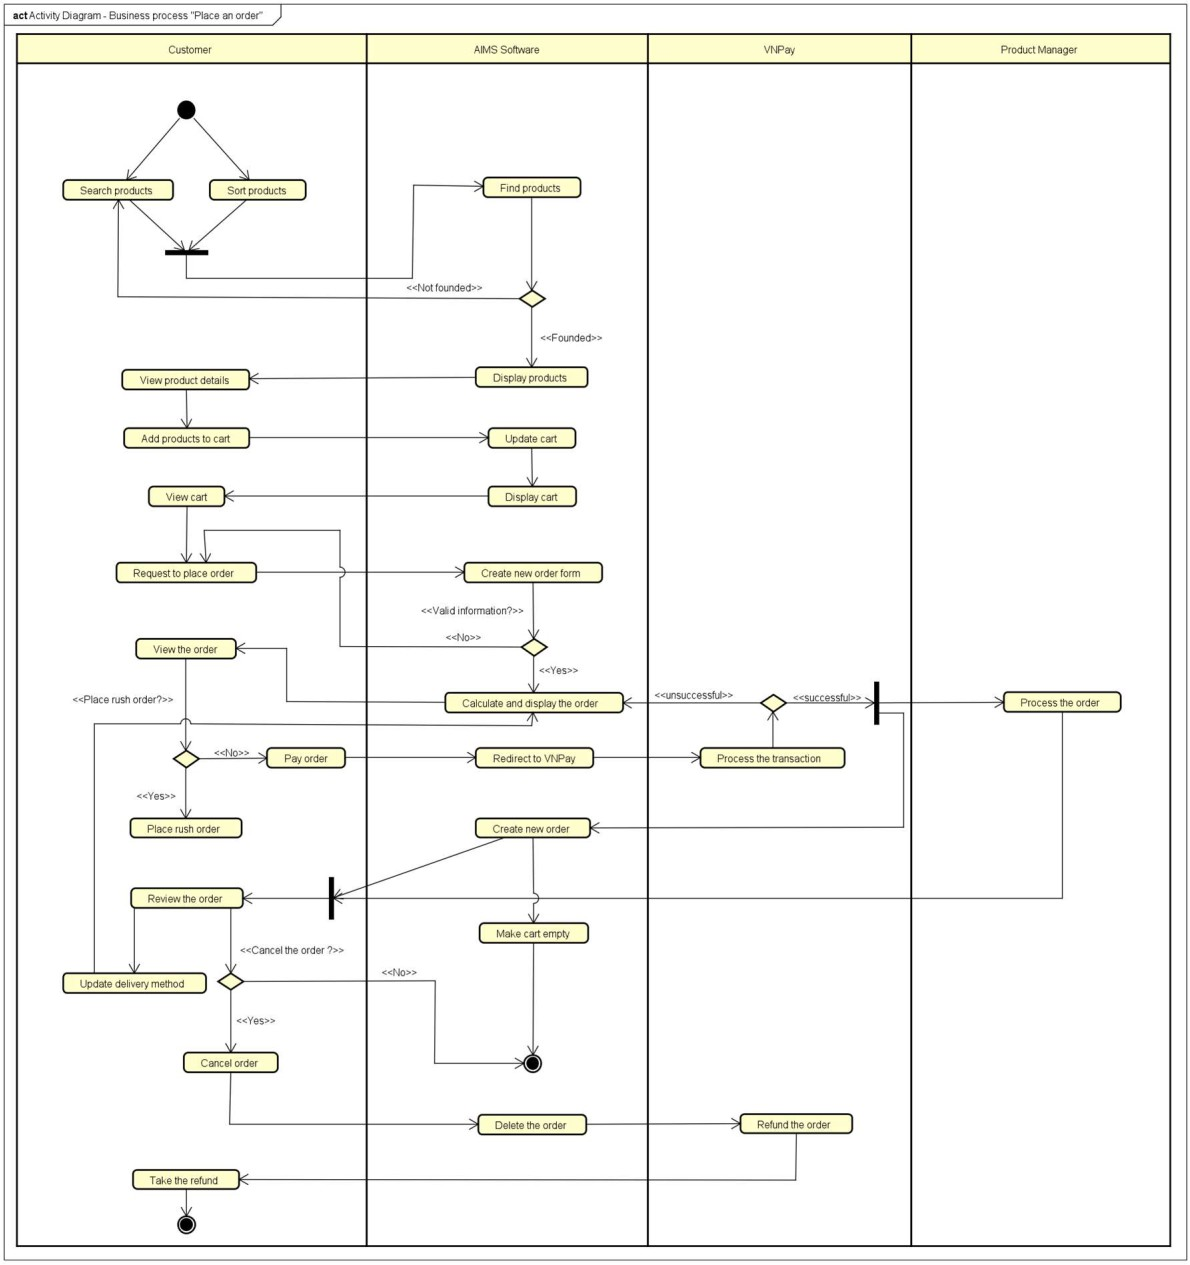 act Activity Diagram - Business process "Place an order"
Customer
AIMS Software
VNPay
Product Manager
Search products
Sort products
Find products
<<Not founded>>
<<Founded>>
View product details
Display products
Add products to cart
Update cart
View cart
Display cart
Request to place order
Create new order form
<<Valid information?>>
<<No>>
View the order
<<Yes>>
<<Place rush order?>>
Calculate and display the order
<<unsuccessful>>
<<successful>>
Process the order
<<No>>
Pay order
Redirect to VNPay
Process the transaction
<<Yes>>
Place rush order
Create new order
Review the order
Make cart empty
<<Cancel the order ?>>
<<No>>
Update delivery method
<<Yes>>
Cancel order
Delete the order
Refund the order
Take the refund